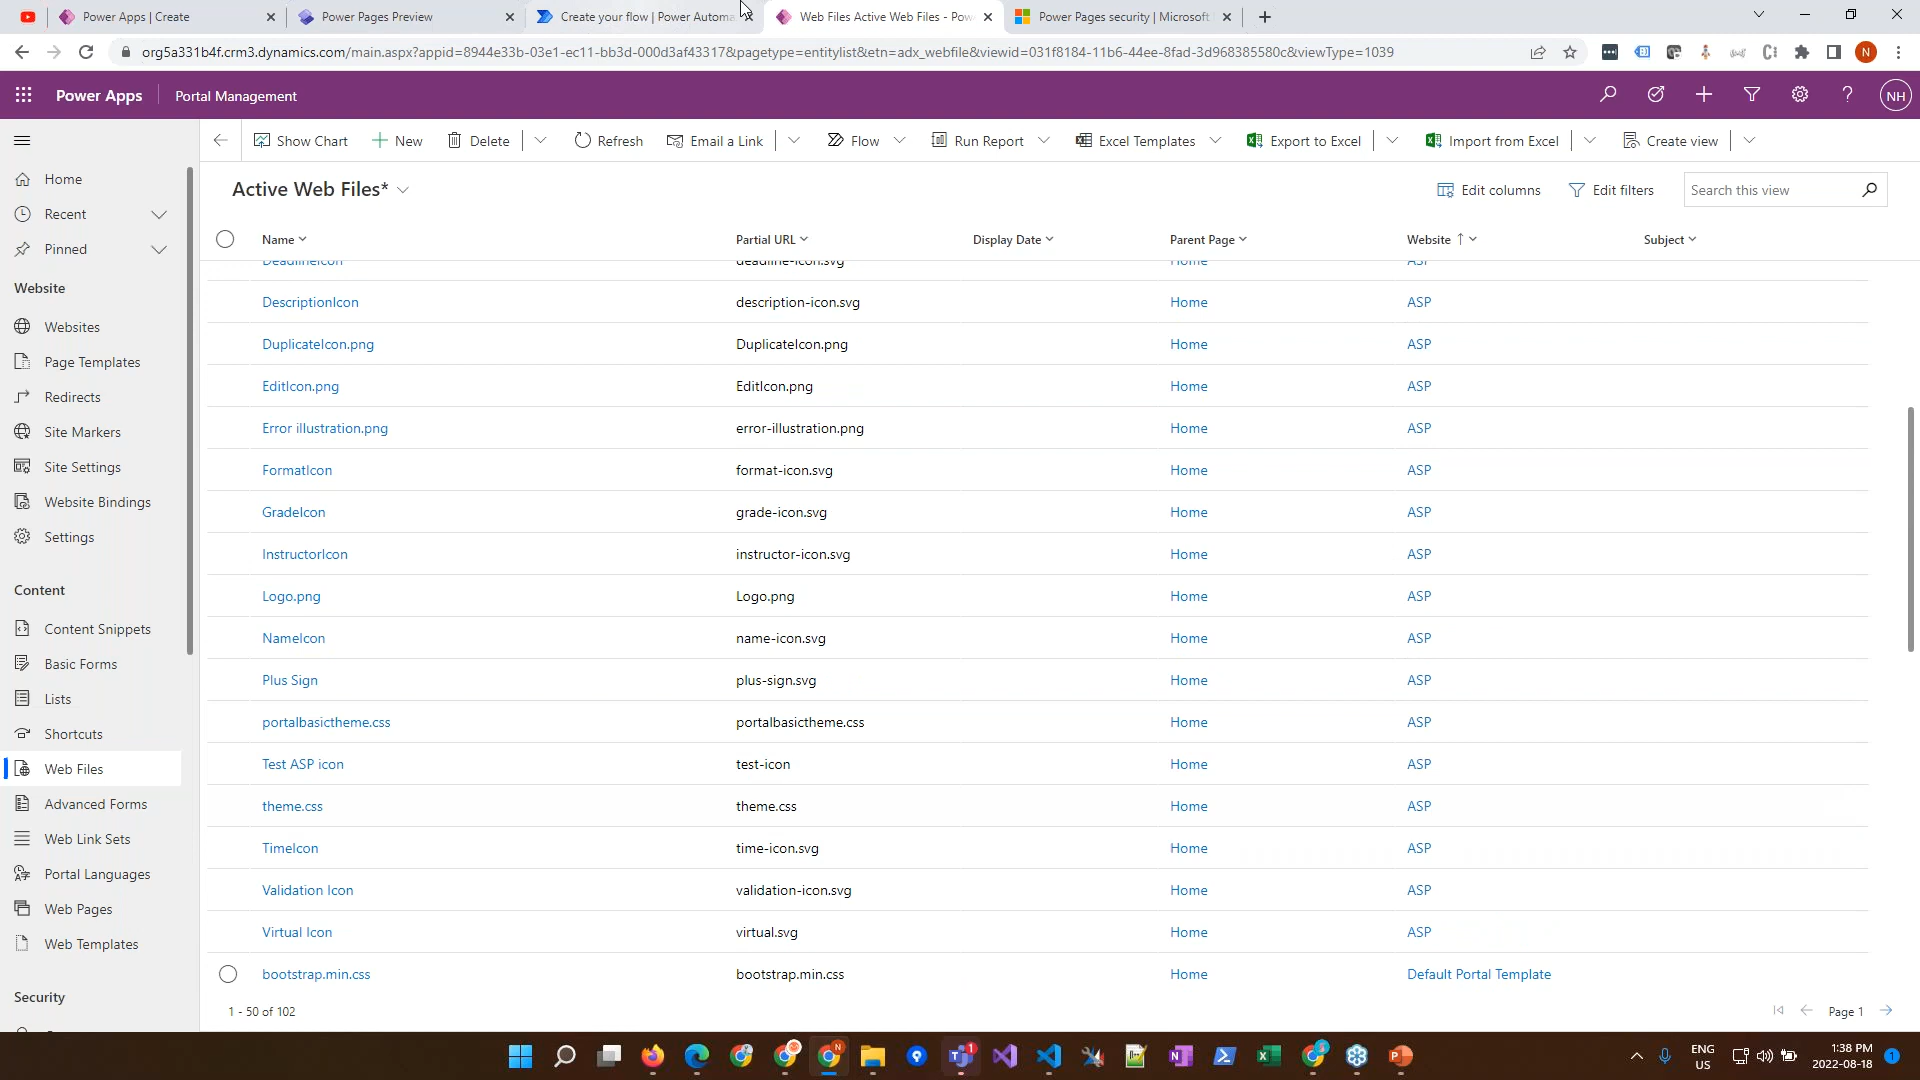 Power Apps | Create
Power Pages Preview
Create your flow | Power Automa
Web Files Active Web Files - Pow
Power Pages security | Microsoft
org5a331b4f.crm3.dynamics.com/main.aspx?appid=8944e33b-03e1-ec11-bb3d-000d3af43317&pagetype=entitylist&etn=adx_webfile&viewid=031f8184-11b6-44ee-8fad-3d968385580c&viewType=1039
N
Power Apps Portal Management
NH
Show Chart New Delete Refresh Email a Link Flow Run Report Excel Templates Export to Excel Import from Excel Create view
Home
Recent
Pinned
Website
Websites
Page Templates
Redirects
Site Markers
Site Settings
Website Bindings
Settings
Content
Content Snippets
Basic Forms
Lists
Shortcuts
Web Files
Advanced Forms
Web Link Sets
Portal Languages
Web Pages
Web Templates
Security
Active Web Files*
Edit columns Edit filters Search this view
Name Partial URL Display Date Parent Page Website ↑ Subject
DeadlineIcon deadline-icon.svg Home ASP
DescriptionIcon description-icon.svg Home ASP
DuplicateIcon.png DuplicateIcon.png Home ASP
EditIcon.png EditIcon.png Home ASP
Error illustration.png error-illustration.png Home ASP
FormatIcon format-icon.svg Home ASP
GradeIcon grade-icon.svg Home ASP
InstructorIcon instructor-icon.svg Home ASP
Logo.png Logo.png Home ASP
NameIcon name-icon.svg Home ASP
Plus Sign plus-sign.svg Home ASP
portalbasictheme.css portalbasictheme.css Home ASP
Test ASP icon test-icon Home ASP
theme.css theme.css Home ASP
TimeIcon time-icon.svg Home ASP
Validation Icon validation-icon.svg Home ASP
Virtual Icon virtual.svg Home ASP
bootstrap.min.css bootstrap.min.css Home Default Portal Template
1 - 50 of 102
Page 1
ENG
US
1:38 PM
2022-08-18
1